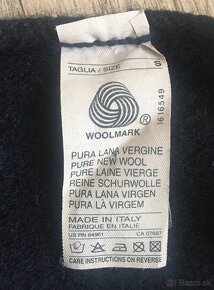 TAGLIA / SIZE S
1616549
®
WOOLMARK
PURA LANA VERGINE
PURE NEW WOOL
PURE LAINE VIERGE
REINE SCHURWOLLE
PURA LANA VIRGEN
PURA LÃ VIRGEM
MADE IN ITALY
FABRIQUE EN ITALIE
US RN 64961 CA 07697
CARE INSTRUCTIONS ON REVERSE
bazos.sk